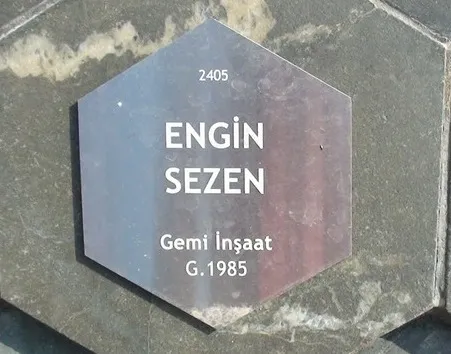 2405
ENGİN
SEZEN
Gemi İnşaat
G.1985